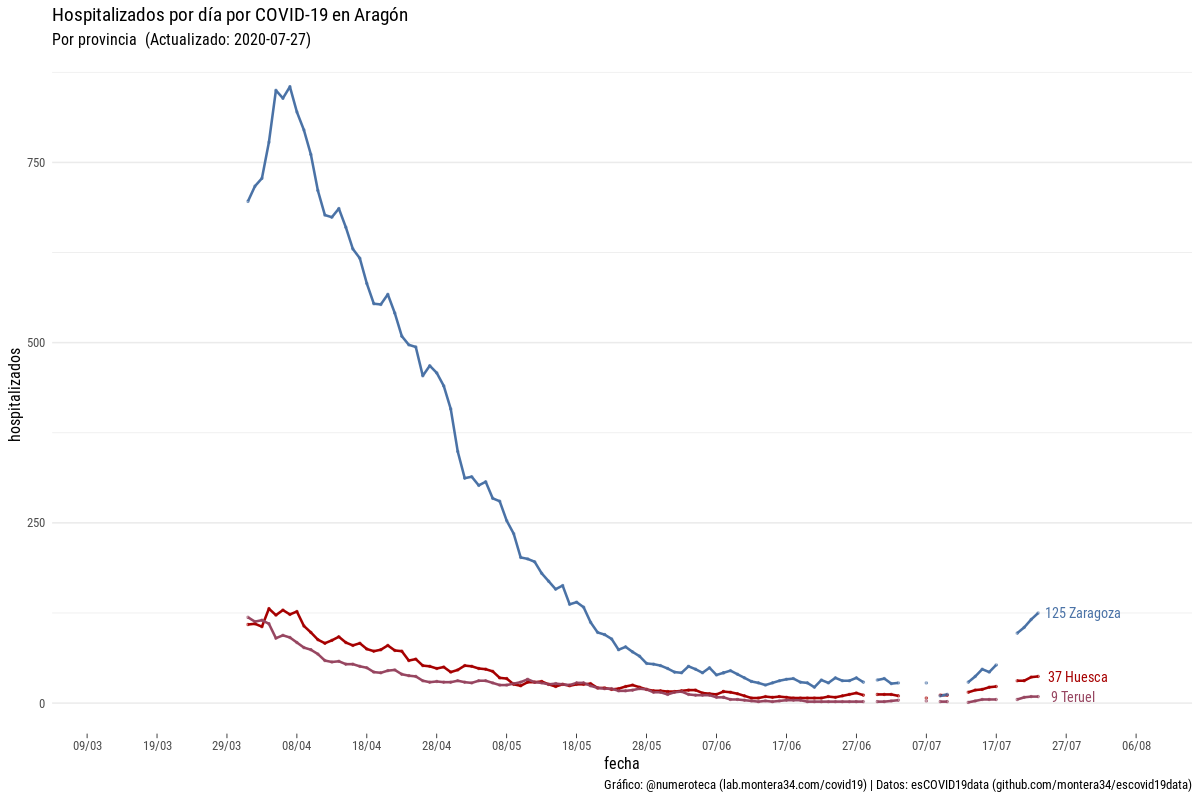 Hospitalizados por día por COVID-19 en Aragón
Por provincia (Actualizado: 2020-07-27)
hospitalizados
750
500
250
0
125 Zaragoza
37 Huesca
9 Teruel
09/03 19/03 29/03 08/04 18/04 28/04 08/05 18/05 28/05 07/06 17/06 27/06 07/07 17/07 27/07 06/08
fecha
Gráfico: @numeroteca (lab.montera34.com/covid19) | Datos: esCOVID19data (github.com/montera34/escovid19data)